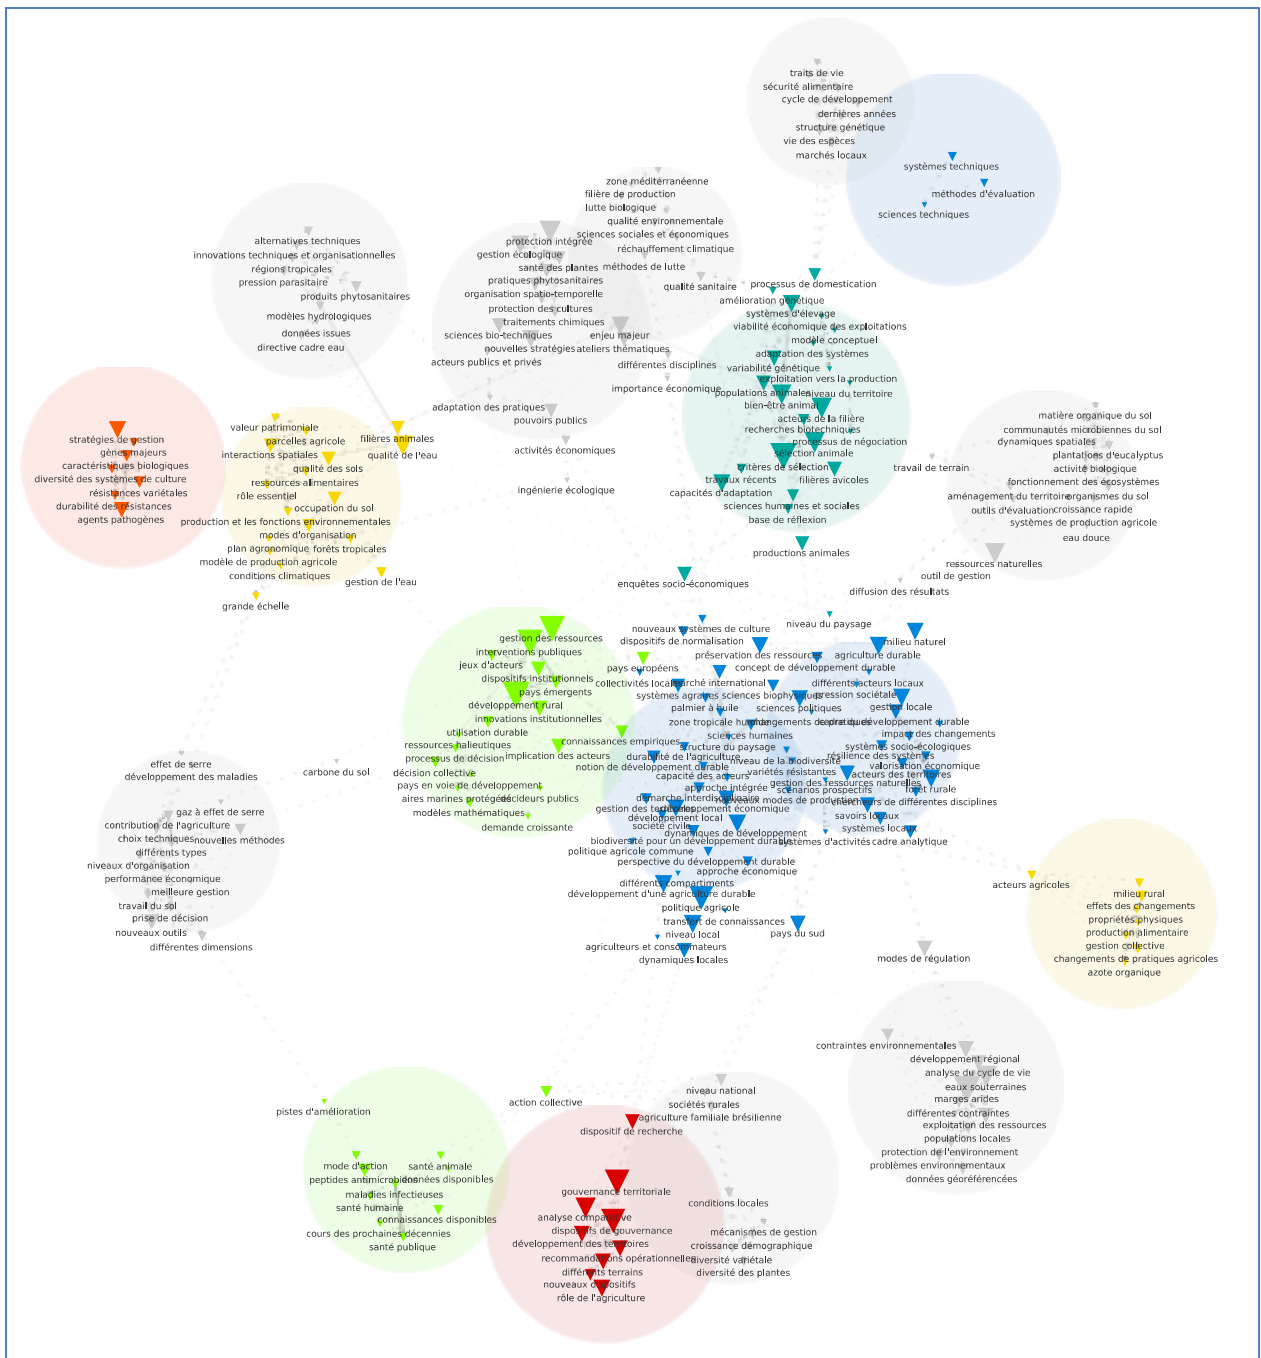 traits de vie
sécurité alimentaire
cycle de développement
dernières années
structure génétique
vie des espèces
marchés locaux
systèmes techniques
méthodes d'évaluation
sciences techniques
zone méditerranéenne
filière de production
lutte biologique
qualité environnementale
sciences sociales et économiques
réchauffement climatique
méthodes de lutte
qualité sanitaire
alternatives techniques
innovations techniques et organisationnelles
régions tropicales
pression parasitaire
produits phytosanitaires
modèles hydrologiques
données issues
directive cadre eau
protection intégrée
gestion écologique
santé des plantes
pratiques phytosanitaires
organisation spatio-temporelle
protection des cultures
traitements chimiques
sciences bio-techniques
enjeu majeur
nouvelles stratégies
ateliers thématiques
acteurs publics et privés
différentes disciplines
importance économique
adaptation des pratiques
pouvoirs publics
activités économiques
ingénierie écologique
processus de domestication
amélioration génétique
systèmes d'élevage
viabilité économique des exploitations
modèle conceptuel
adaptation des systèmes
variabilité génétique
exploitation vers la production
populations animales
niveau du territoire
bien-être animal
acteurs de la filière
recherches biotechniques
processus de négociation
sélection animale
critères de sélection
travaux récents
filières avicoles
capacités d'adaptation
sciences humaines et sociales
base de réflexion
productions animales
enquêtes socio-économiques
matière organique du sol
communautés microbiennes du sol
dynamiques spatiales
plantations d'eucalyptus
travail de terrain
activité biologique
fonctionnement des écosystèmes
aménagement du territoire
organismes du sol
outils d'évaluation
croissance rapide
systèmes de production agricole
eau douce
ressources naturelles
outil de gestion
diffusion des résultats
niveau du paysage
stratégies de gestion
gènes majeurs
caractéristiques biologiques
diversité des systèmes de culture
résistances variétales
durabilité des résistances
agents pathogènes
valeur patrimoniale
parcelles agricole
filières animales
interactions spatiales
qualité de l'eau
qualité des sols
ressources alimentaires
rôle essentiel
occupation du sol
production et les fonctions environnementales
modes d'organisation
plan agronomique
forêts tropicales
modèle de production agricole
conditions climatiques
gestion de l'eau
grande échelle
gestion des ressources
interventions publiques
jeux d'acteurs
dispositifs institutionnels
pays émergents
développement rural
innovations institutionnelles
utilisation durable
connaissances empiriques
ressources halieutiques
processus de décision
implication des acteurs
décision collective
pays en voie de développement
aires marines protégées
décideurs publics
modèles mathématiques
demande croissante
nouveaux systèmes de culture
dispositifs de normalisation
milieu naturel
préservation des ressources
agriculture durable
pays européens
concept de développement durable
collectivités locales
marché international
différents acteurs locaux
systèmes agraires
sciences biophysiques
pression sociétale
palmier à huile
sciences politiques
gestion locale
zone tropicale humide
changements de pratiques
cadre du développement durable
sciences humaines
impact des changements
structure du paysage
systèmes socio-écologiques
durabilité de l'agriculture
niveau de la biodiversité
résilience des systèmes
notion de développement durable
variétés résistantes
valorisation économique
capacité des acteurs
acteurs des territoires
approche intégrée
gestion des ressources naturelles
scénarios prospectifs
forêt rurale
démarche interdisciplinaire
nouveaux modes de production
chercheurs de différentes disciplines
gestion des territoires
développement économique
développement local
savoirs locaux
société civile
dynamiques de développement
systèmes locaux
biodiversité pour un développement durable
systèmes d'activités
cadre analytique
politique agricole commune
perspective du développement durable
approche économique
différents compartiments
développement d'une agriculture durable
politique agricole
transfert de connaissances
niveau local
pays du sud
agriculteurs et consommateurs
dynamiques locales
effet de serre
développement des maladies
carbone du sol
gaz à effet de serre
contribution de l'agriculture
choix techniques
nouvelles méthodes
différents types
niveaux d'organisation
performance économique
meilleure gestion
travail du sol
prise de décision
nouveaux outils
différentes dimensions
acteurs agricoles
milieu rural
effets des changements
propriétés physiques
production alimentaire
gestion collective
changements de pratiques agricoles
azote organique
modes de régulation
contraintes environnementales
développement régional
analyse du cycle de vie
eaux souterraines
marges arides
différentes contraintes
exploitation des ressources
populations locales
protection de l'environnement
problèmes environnementaux
données géoréférencées
pistes d'amélioration
mode d'action
santé animale
peptides antimicrobiens
données disponibles
maladies infectieuses
santé humaine
connaissances disponibles
cours des prochaines décennies
santé publique
action collective
niveau national
sociétés rurales
agriculture familiale brésilienne
dispositif de recherche
gouvernance territoriale
conditions locales
analyse comparative
dispositifs de gouvernance
mécanismes de gestion
développement des territoires
croissance démographique
recommandations opérationnelles
diversité variétale
différents terrains
diversité des plantes
nouveaux dispositifs
rôle de l'agriculture